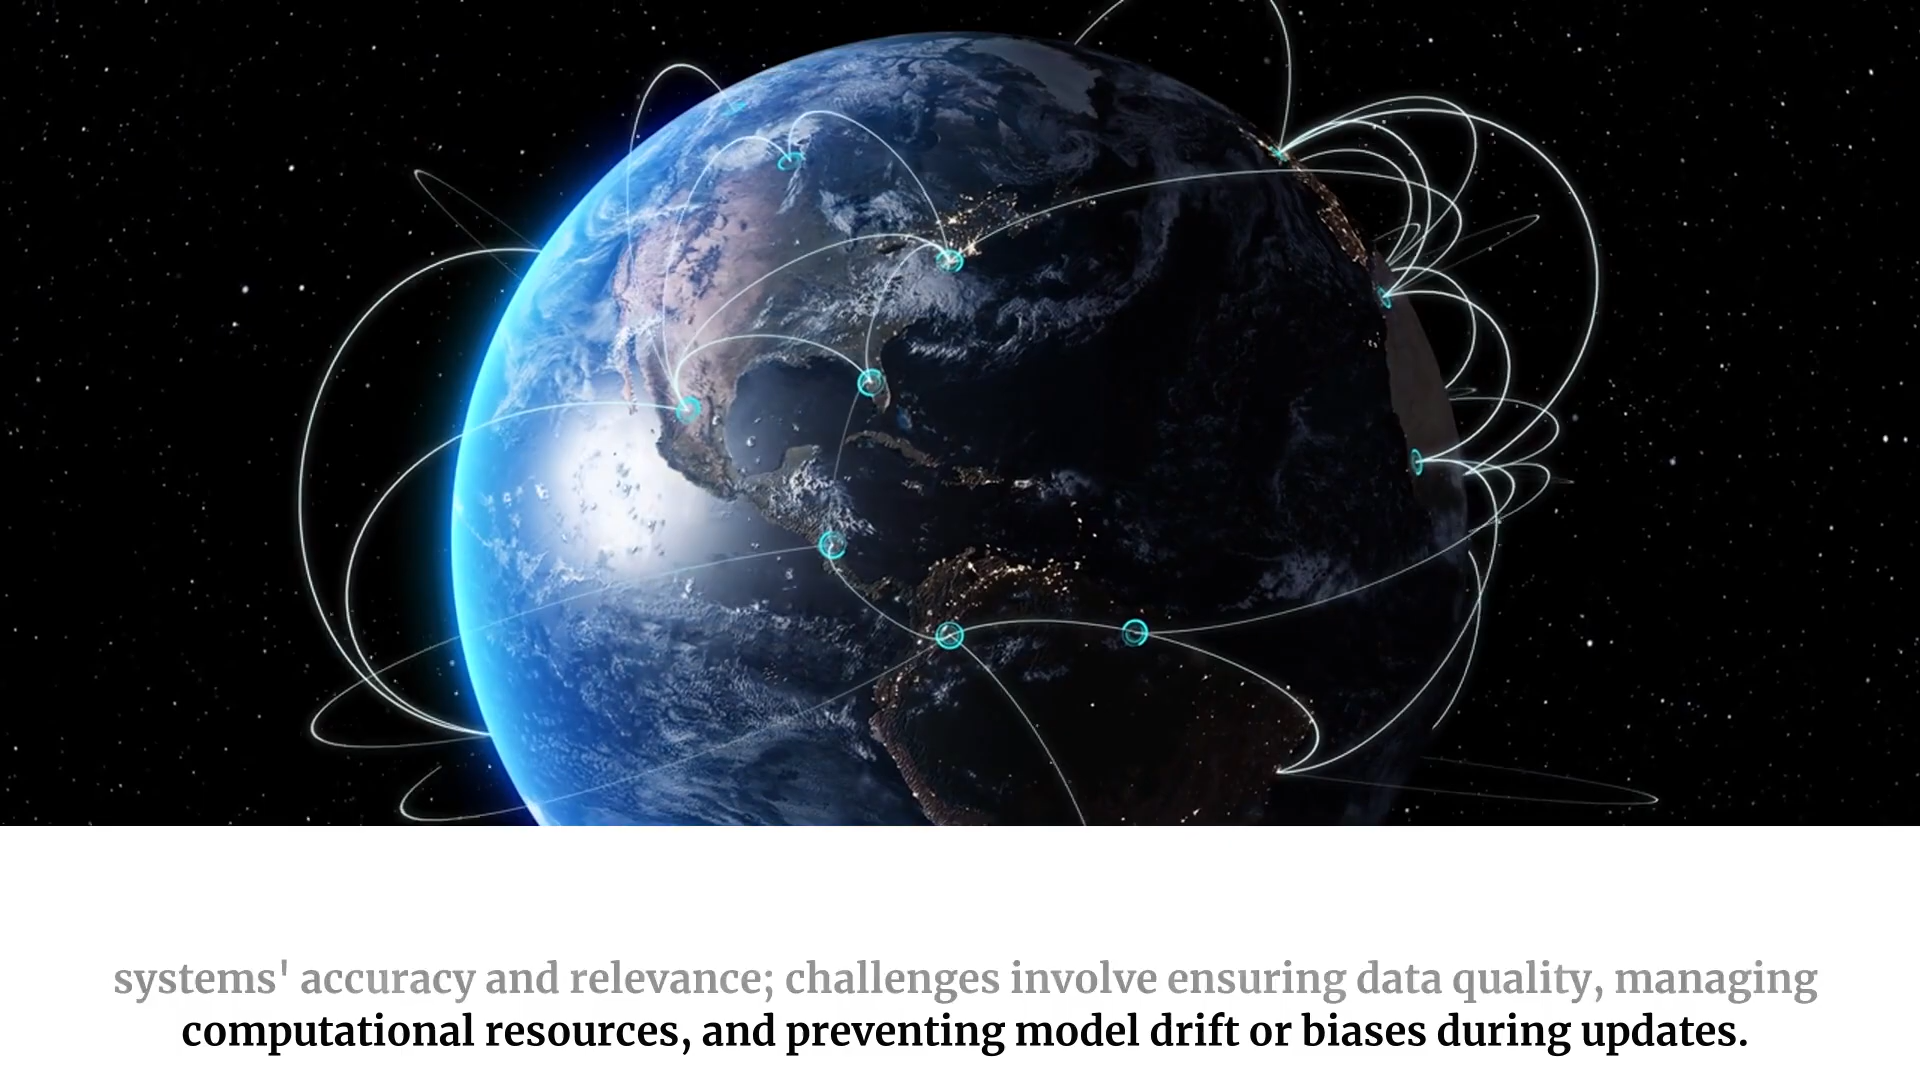 systems' accuracy and relevance; challenges involve ensuring data quality, managing
computational resources, and preventing model drift or biases during updates.